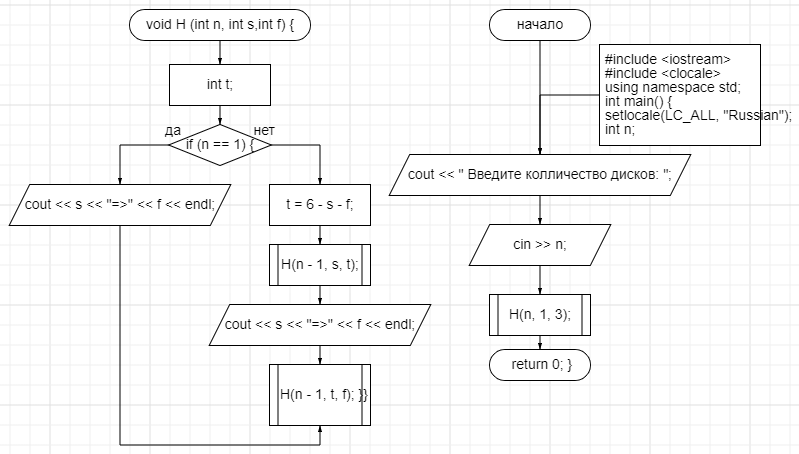 void H (int n, int s,int f) {
int t;
да
нет
if (n == 1) {
cout << s << "=>" << f << endl;
t = 6 - s - f;
H(n - 1, s, t);
cout << s << "=>" << f << endl;
H(n - 1, t, f); }}
начало
#include <iostream>
#include <clocale>
using namespace std;
int main() {
setlocale(LC_ALL, "Russian");
int n;
cout << " Введите колличество дисков: ";
cin >> n;
H(n, 1, 3);
return 0; }